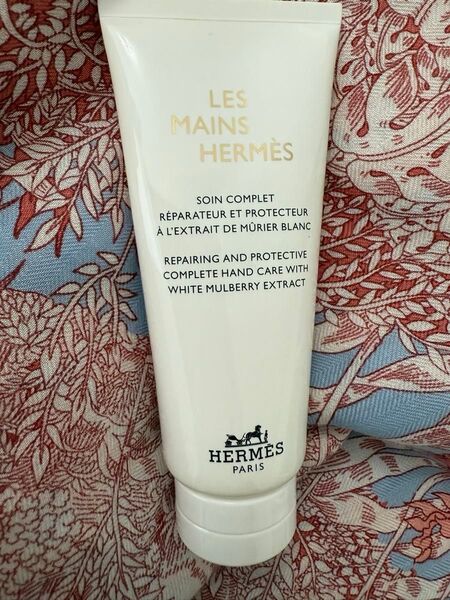 LES
MAINS
HERMÈS
SOIN COMPLET
RÉPARATEUR ET PROTECTEUR
À L'EXTRAIT DE MÛRIER BLANC
REPAIRING AND PROTECTIVE
COMPLETE HAND CARE WITH
WHITE MULBERRY EXTRACT
HERMÈS
PARIS